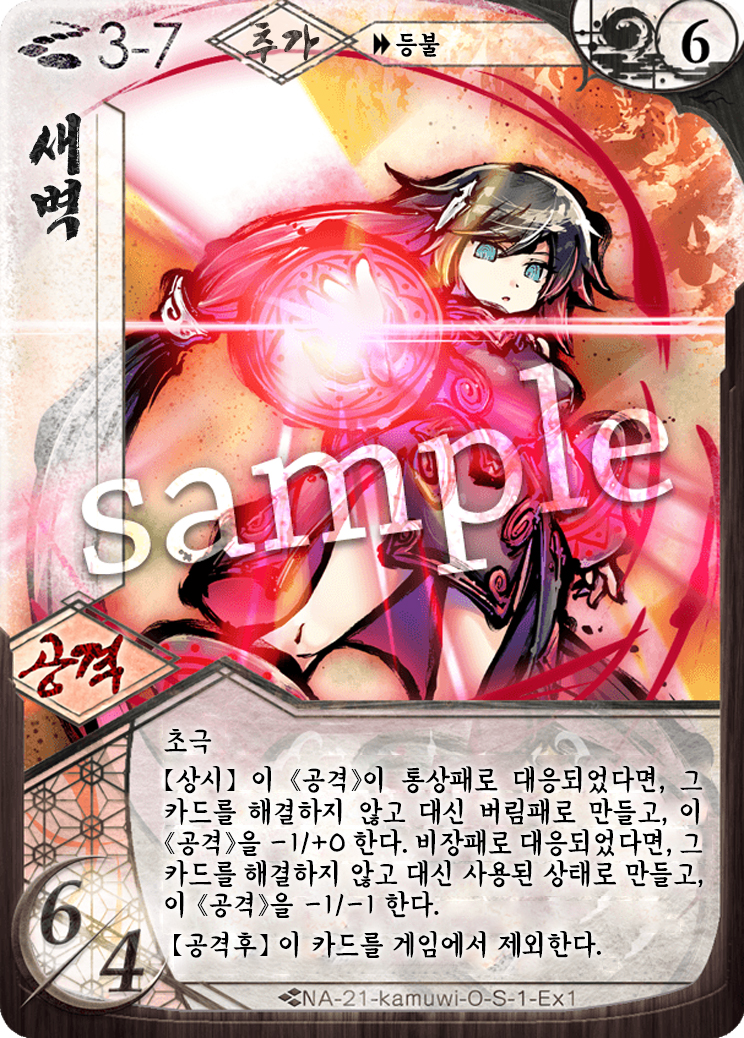 3-7
추가
등불
6
새벽
sample
공격
초극
【상시】 이 《공격》이 통상패로 대응되었다면, 그
카드를 해결하지 않고 대신 버림패로 만들고, 이
《공격》을 -1/+0 한다. 비장패로 대응되었다면, 그
카드를 해결하지 않고 대신 사용된 상태로 만들고,
이 《공격》을 -1/-1 한다.
【공격후】 이 카드를 게임에서 제외한다.
6/4
NA-21-kamuwi-O-S-1-Ex1